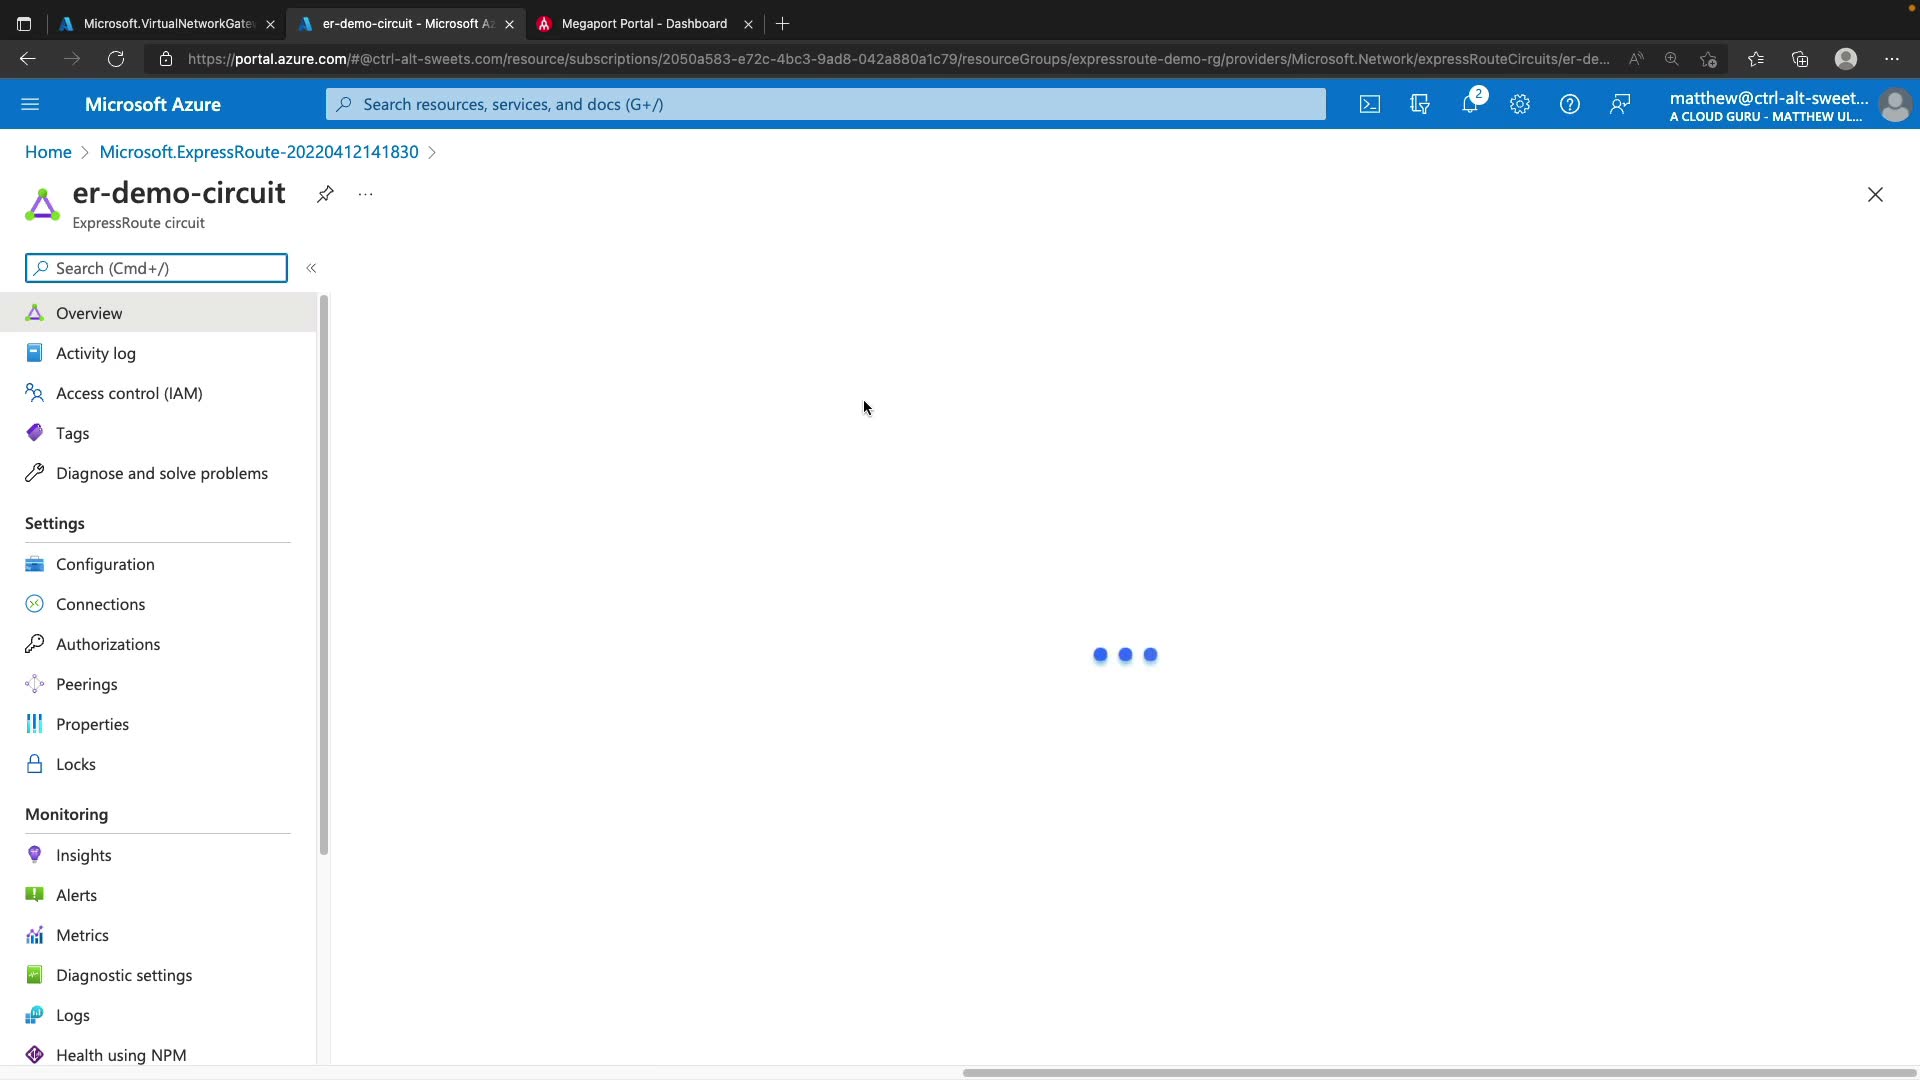 Microsoft.VirtualNetworkGate
er-demo-circuit - Microsoft Az
Megaport Portal - Dashboard
https://portal.azure.com/#@ctrl-alt-sweets.com/resource/subscriptions/2050a583-e72c-4bc3-9ad8-042a880a1c79/resourceGroups/expressroute-demo-rg/providers/Microsoft.Network/expressRouteCircuits/er-de...
Microsoft Azure
Search resources, services, and docs (G+/)
2
matthew@ctrl-alt-sweet...
A CLOUD GURU - MATTHEW UL...
Home > Microsoft.ExpressRoute-20220412141830 >
er-demo-circuit
ExpressRoute circuit
Search (Cmd+/)
Overview
Activity log
Access control (IAM)
Tags
Diagnose and solve problems
Settings
Configuration
Connections
Authorizations
Peerings
Properties
Locks
Monitoring
Insights
Alerts
Metrics
Diagnostic settings
Logs
Health using NPM